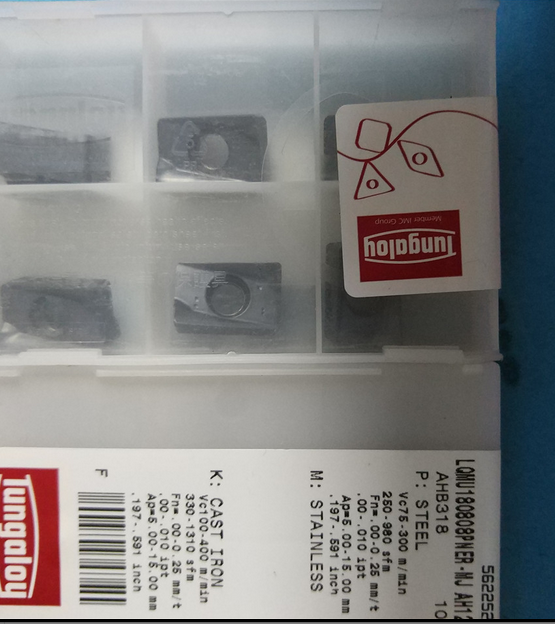 Tungaloy
Member IMC Group
562252
LQMU180808PNER-MJ
AHB318
10
P: STEEL
Vc75-300 m/min
250-980 sfm
Fn=.00-0.25 mm/t
.00-.010 ipt
Ap=5.00-15.00 mm
.197-.591 inch
M: STAINLESS
K: CAST IRON
Vc100-400 m/min
330-1310 sfm
Fn=.00-0.25 mm/t
.00-.010 ipt
Ap=5.00-15.00 mm
.197-.591 inch
F
Tungaloy